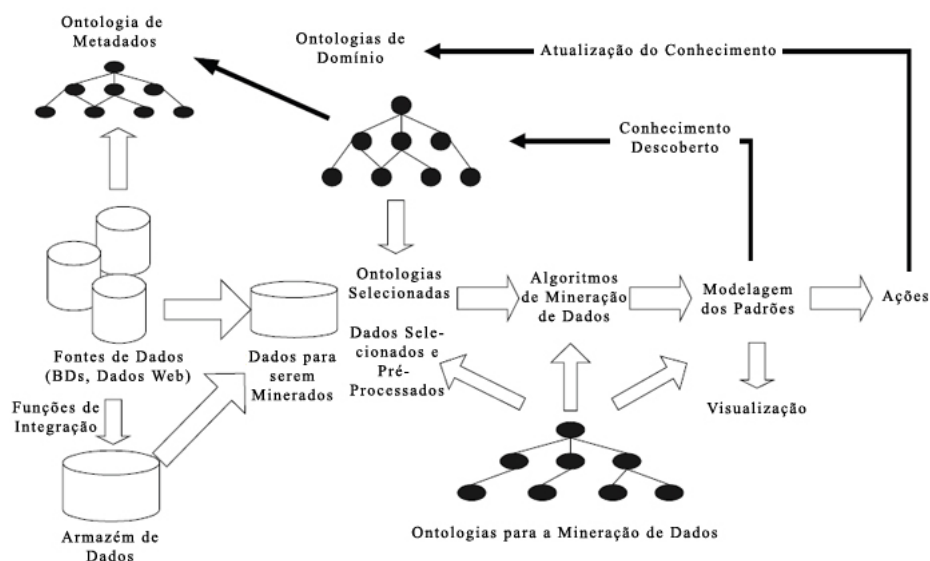 Ontologia de
Metadados
Ontologias de
Domínio
Atualização do Conhecimento
Conhecimento
Descoberto
Ontologias
Selecionadas
Algoritmos
de Mineração
de Dados
Modelagem
dos Padrões
Ações
Fontes de Dados
(BDs, Dados Web)
Dados para
serem
Minerados
Dados Sele-
cionados e
Pré-
Processados
Visualização
Funções de
Integração
Armazém de
Dados
Ontologias para a Mineração de Dados